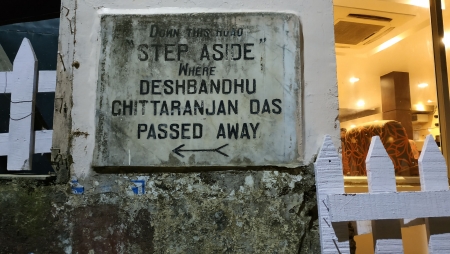 DOWN THIS ROAD
"STEP ASIDE"
WHERE
DESHBANDHU
CHITTARANJAN DAS
PASSED AWAY